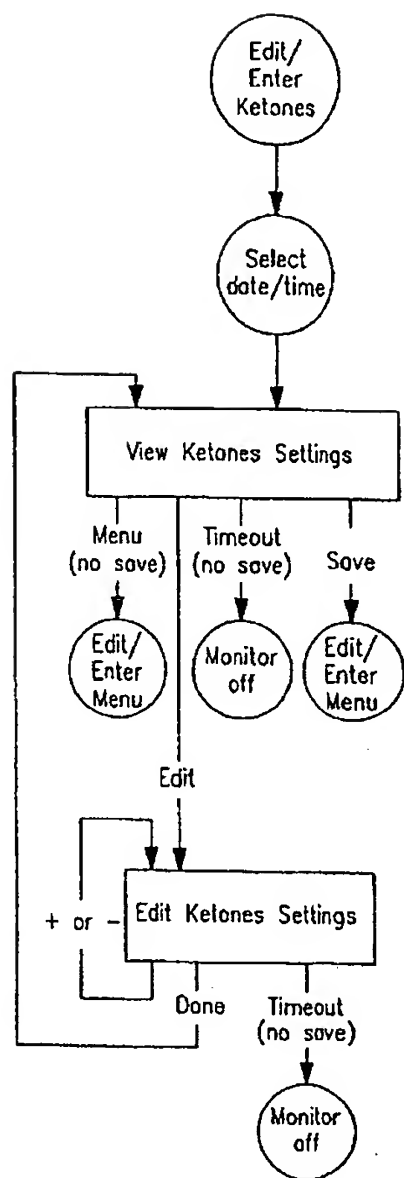 Edit/
Enter
Ketones
Select
date/time
View Ketones Settings
Menu
(no save)
Timeout
(no save)
Save
Edit/
Enter
Menu
Monitor
off
Edit/
Enter
Menu
Edit
+ or -
Edit Ketones Settings
Done
Timeout
(no save)
Monitor
off